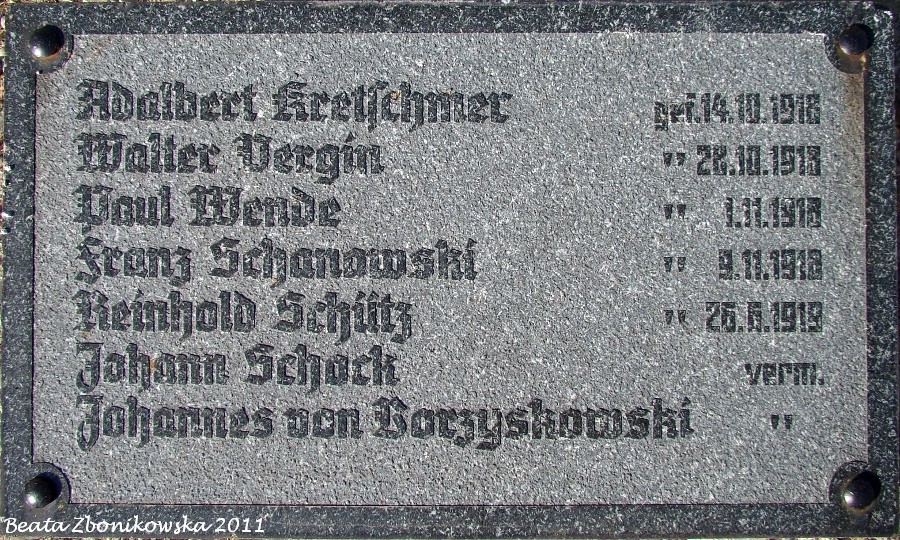 Adalbert Kretschmer gef. 14.10.1918
Walter Vergin " 28.10.1918
Paul Wende " 1.11.1918
Franz Schanowski " 9.11.1918
Reinhold Schütz " 26.6.1919
Johann Schock verm.
Johannes von Borzyskowski "
Beata Zbonikowska 2011